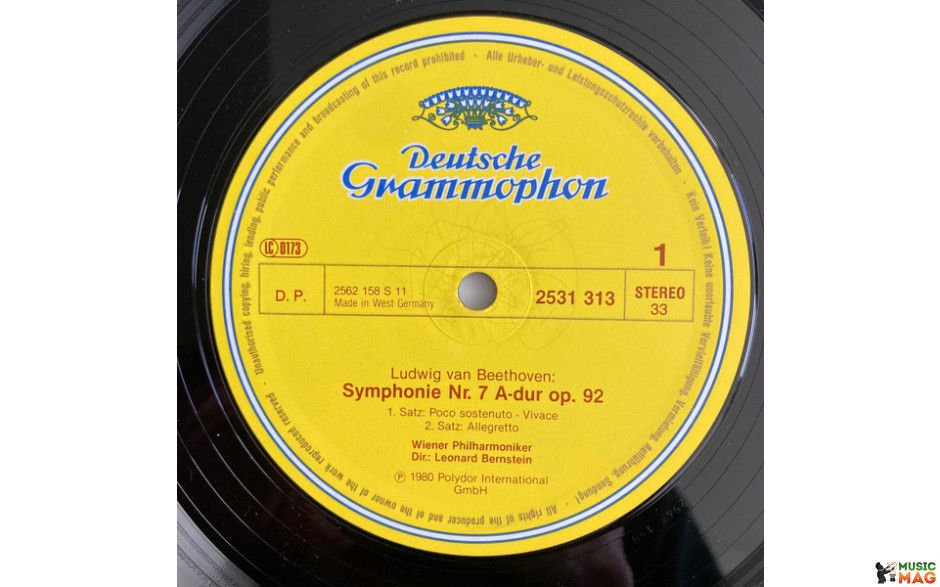 Alle Urheber- und Leistungsschutzrechte vorbehalten · Kein Verleih! Keine unerlaubte Vervielfältigung, Vermietung, Aufführung, Sendung! ·
All rights of the producer and of the owner of the work reproduced reserved · Unauthorised copying, hiring, lending, public performance and broadcasting of this record prohibited ·
Deutsche
Grammophon
LC 0173
1
D. P.
2562 158 S 11
Made in West Germany
2531 313
STEREO
33
Ludwig van Beethoven:
Symphonie Nr. 7 A-dur op. 92
1. Satz: Poco sostenuto - Vivace
2. Satz: Allegretto
Wiener Philharmoniker
Dir.: Leonard Bernstein
℗ 1980 Polydor International
GmbH
MUSIC
MAG